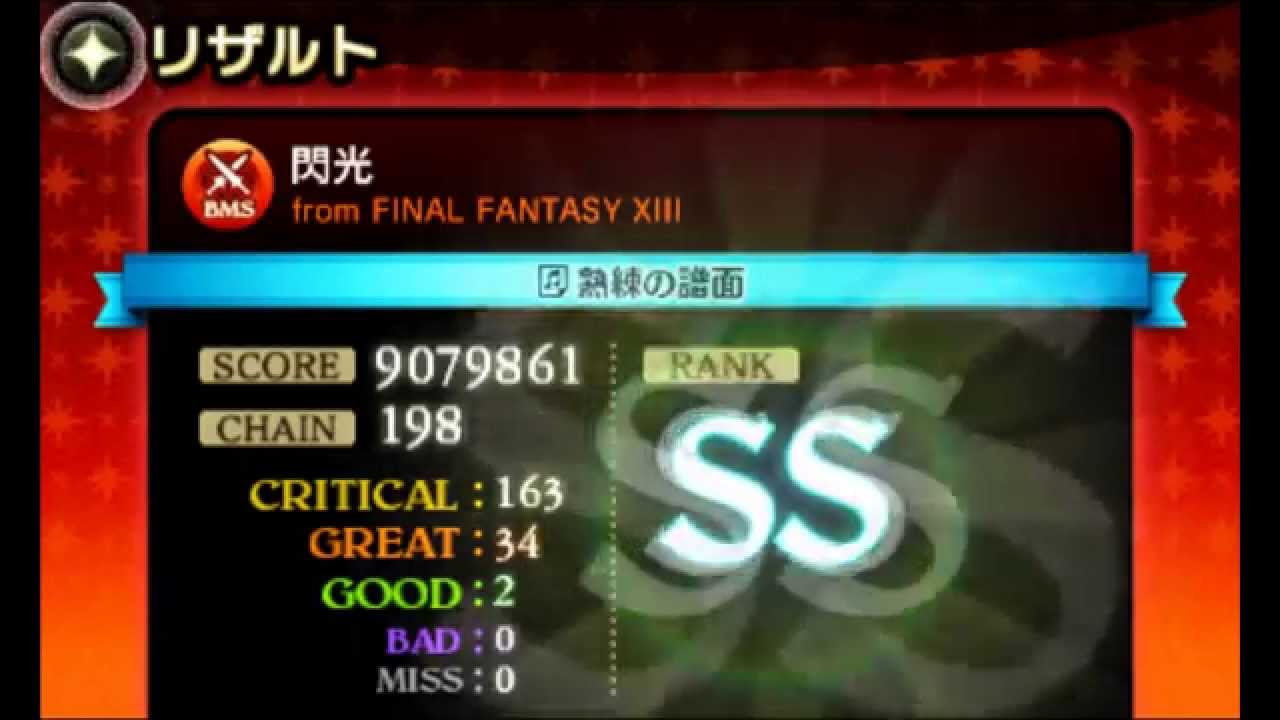 リザルト
BMS
閃光
from FINAL FANTASY XIII
熟練の譜面
SCORE 9079861
RANK
CHAIN 198
SS
CRITICAL : 163
GREAT : 34
GOOD : 2
BAD : 0
MISS : 0